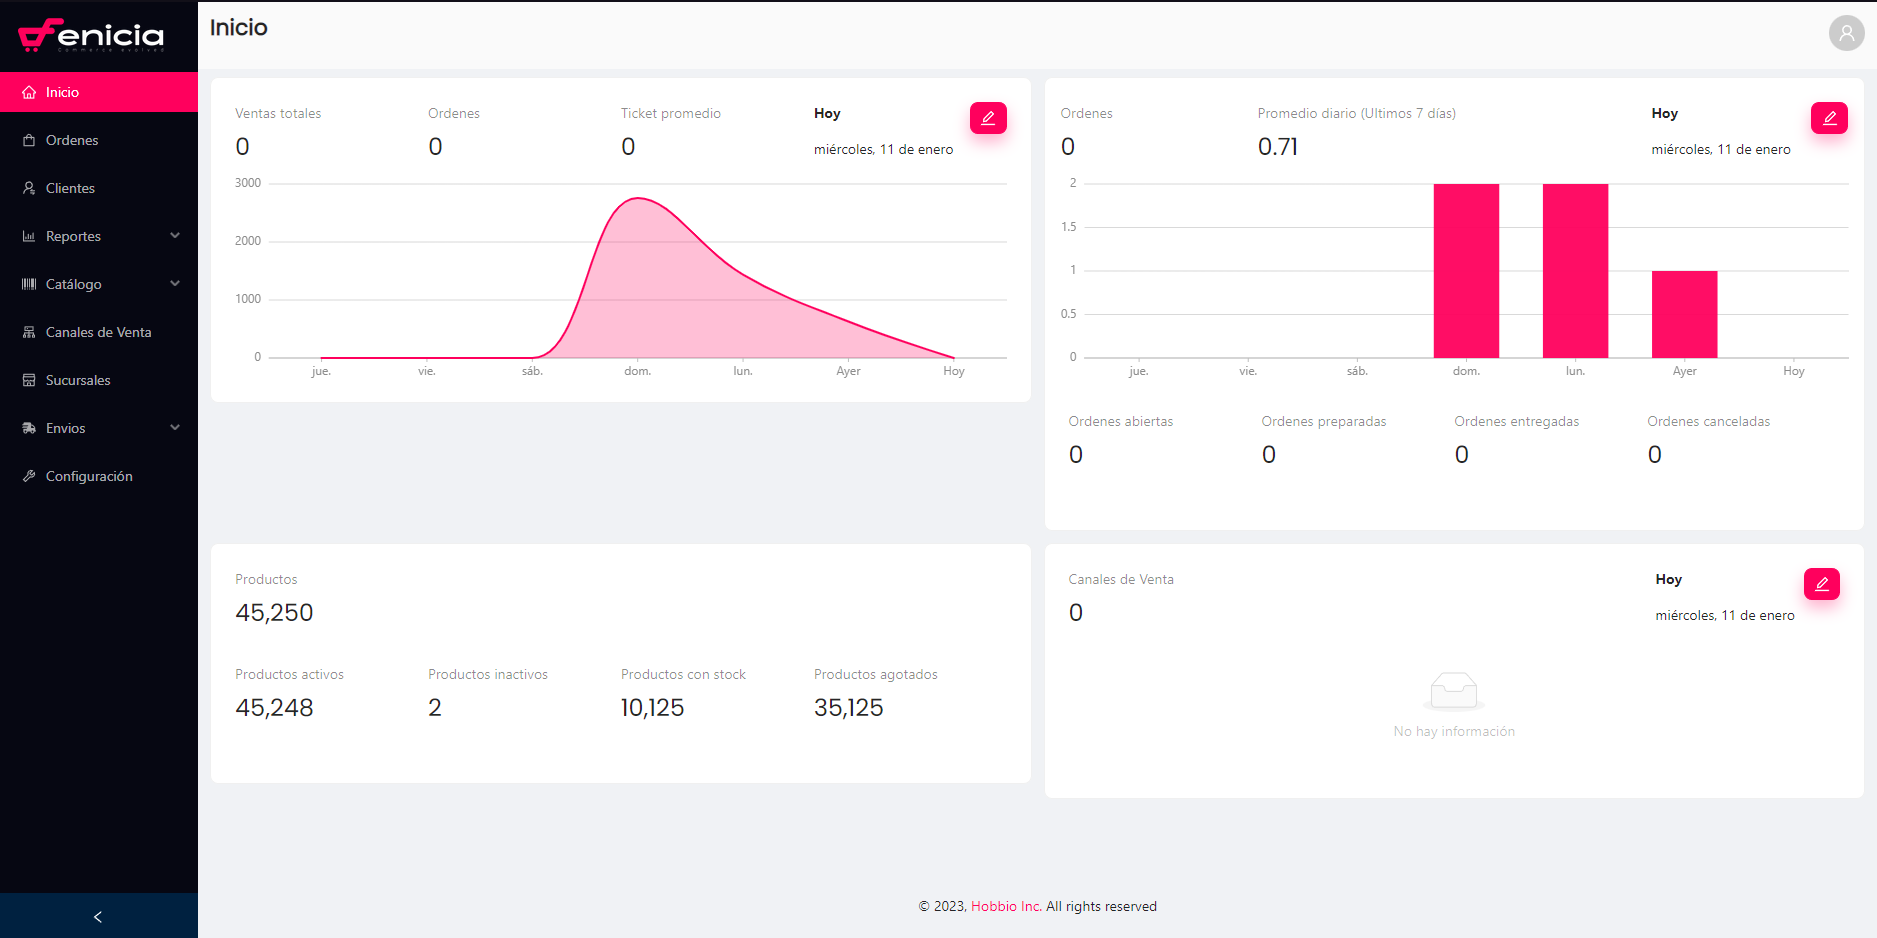 enicia
Commerce evolved
Inicio
Inicio
Ordenes
Clientes
Reportes
Catálogo
Canales de Venta
Sucursales
Envios
Configuración
Ventas totales
0
Ordenes
0
Ticket promedio
0
Hoy
miércoles, 11 de enero
3000
2000
1000
0
jue. vie. sáb. dom. lun. Ayer Hoy
Ordenes
0
Promedio diario (Ultimos 7 días)
0.71
Hoy
miércoles, 11 de enero
2
1.5
1
0.5
0
jue. vie. sáb. dom. lun. Ayer Hoy
Ordenes abiertas
0
Ordenes preparadas
0
Ordenes entregadas
0
Ordenes canceladas
0
Productos
45,250
Productos activos
45,248
Productos inactivos
2
Productos con stock
10,125
Productos agotados
35,125
Canales de Venta
0
Hoy
miércoles, 11 de enero
No hay información
© 2023, Hobbio Inc. All rights reserved